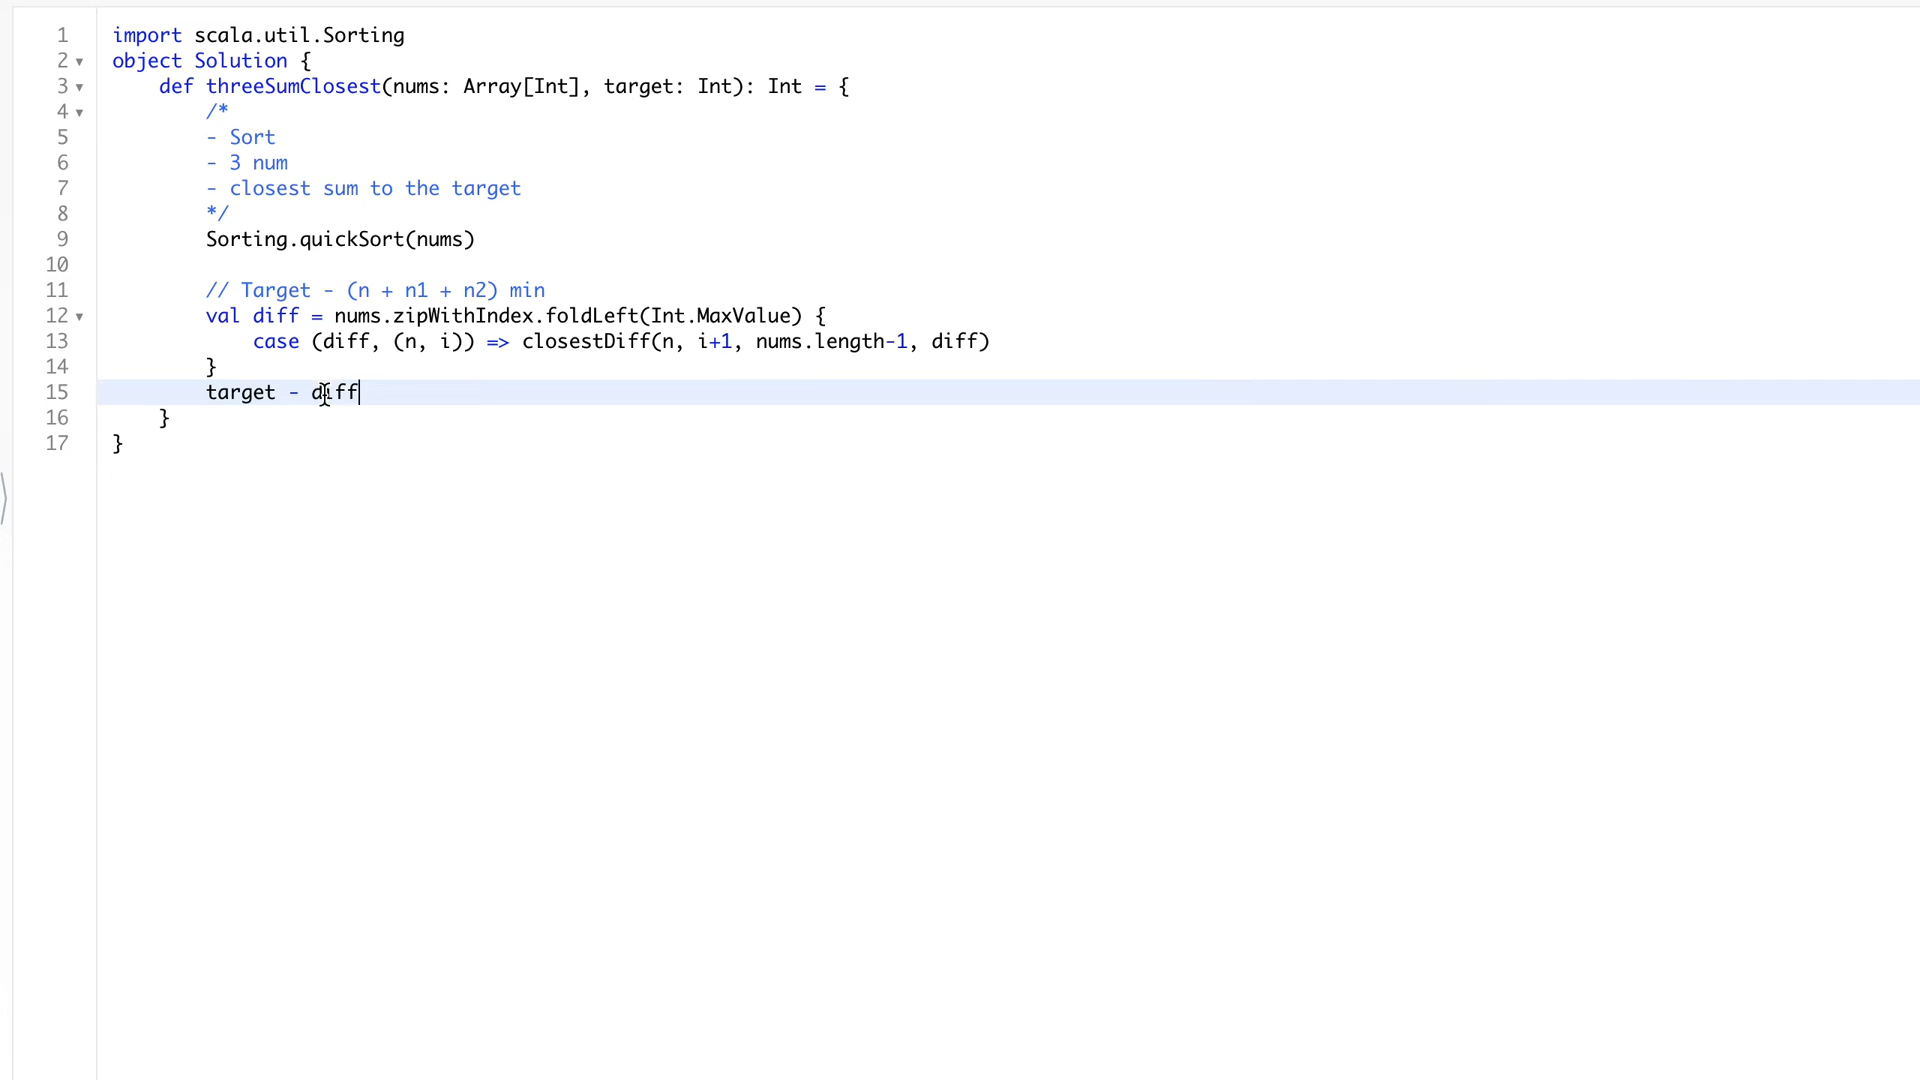 1 import scala.util.Sorting
2 object Solution {
3 def threeSumClosest(nums: Array[Int], target: Int): Int = {
4 /*
5 - Sort
6 - 3 num
7 - closest sum to the target
8 */
9 Sorting.quickSort(nums)
10
11 // Target - (n + n1 + n2) min
12 val diff = nums.zipWithIndex.foldLeft(Int.MaxValue) {
13 case (diff, (n, i)) => closestDiff(n, i+1, nums.length-1, diff)
14 }
15 target - diff
16 }
17 }